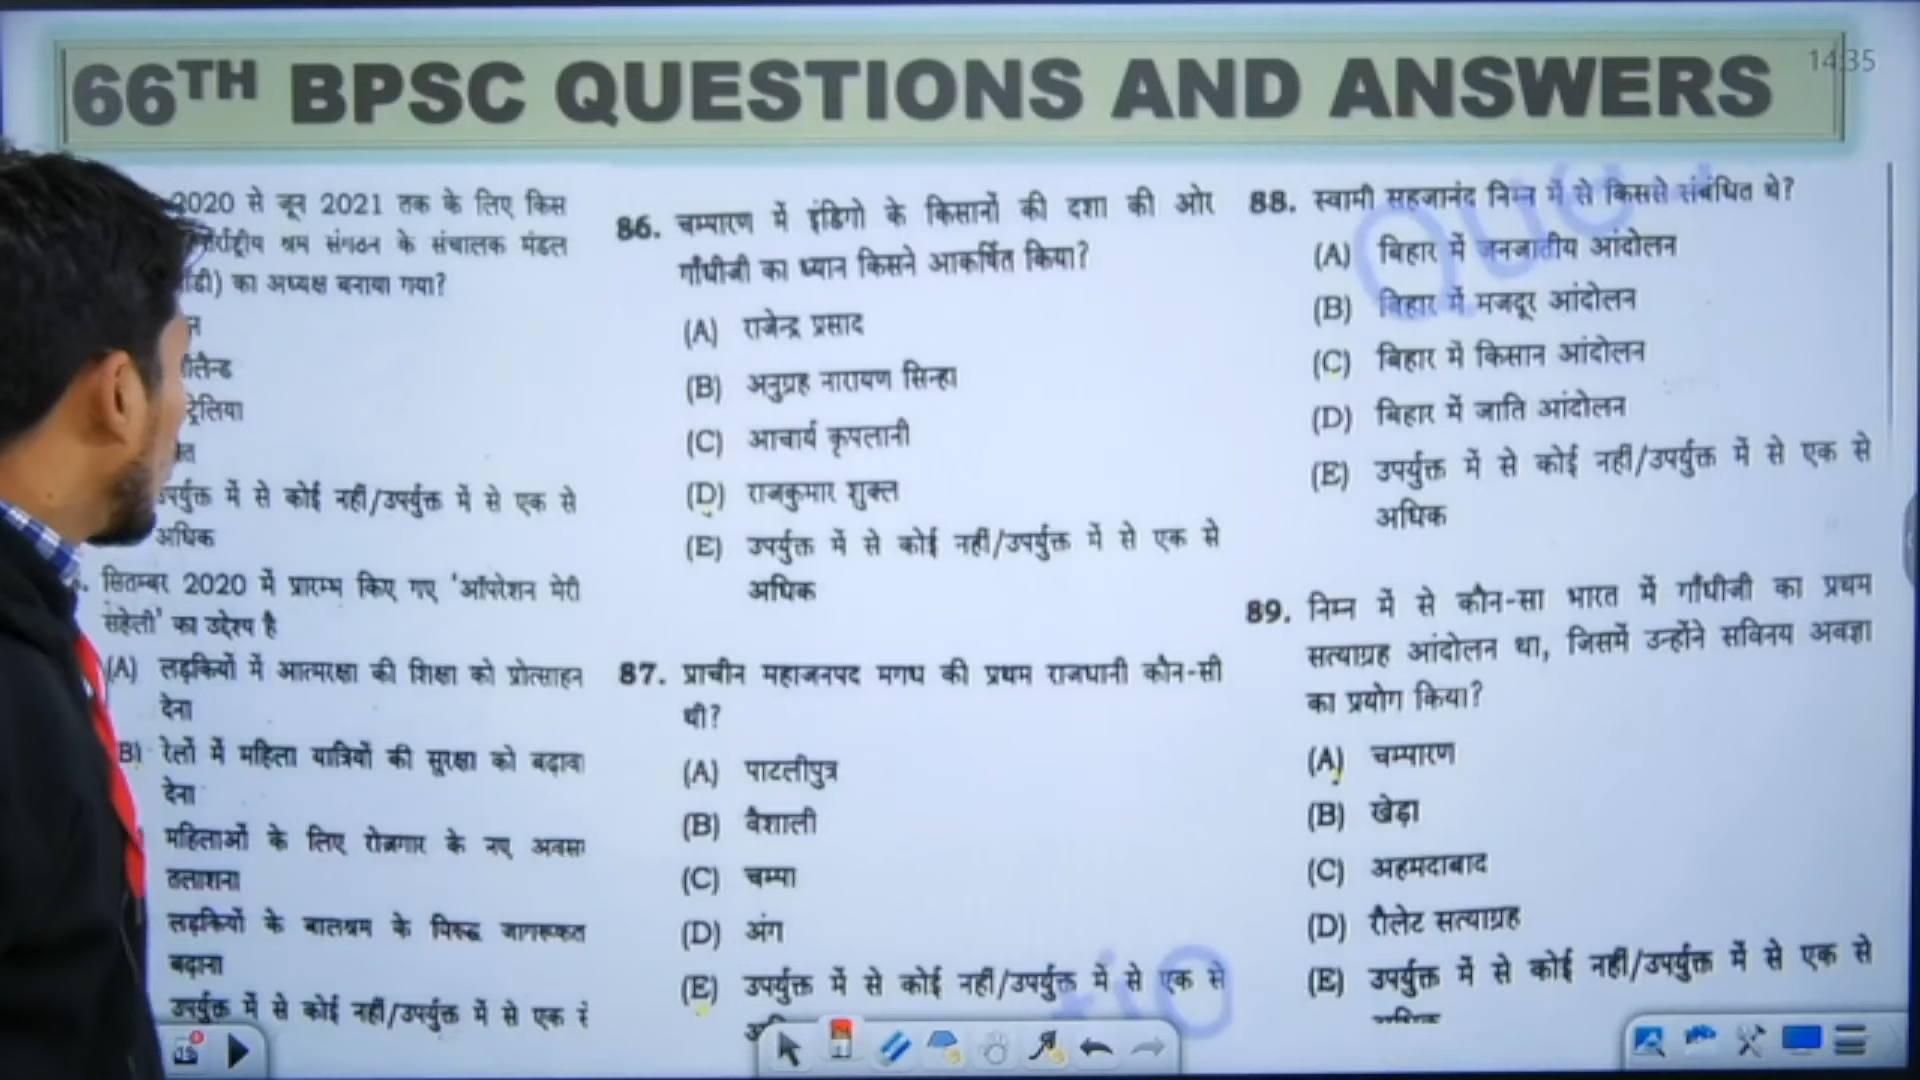 66TH BPSC QUESTIONS AND ANSWERS
14:35
2020 से जून 2021 तक के लिए किस
श्रम संगठन के संचालक मंडल
का अध्यक्ष बनाया गया?
उपर्युक्त में से कोई नहीं/उपर्युक्त में से एक से
अधिक
सितम्बर 2020 में प्रारम्भ किए गए 'ऑपरेशन मेरी
सहेली' का उद्देश्य है
(A) लड़कियों में आत्मरक्षा की शिक्षा को प्रोत्साहन
देना
B) रेलों में महिला यात्रियों की सुरक्षा को बढ़ावा
देना
महिलाओं के लिए रोजगार के नए
तलाशना
लड़कियों के बालश्रम के विरुद्ध
बढ़ाना
उपर्युक्त में से कोई नहीं/उपर्युक्त में से एक
86. चम्पारण में इंडिगो के किसानों की दशा की ओर
गाँधीजी का ध्यान किसने आकर्षित किया?
(A) राजेन्द्र प्रसाद
(B) अनुग्रह नारायण सिन्हा
(C) आचार्य कृपलानी
(D) राजकुमार शुक्ल
(E) उपर्युक्त में से कोई नहीं/उपर्युक्त में से एक से
अधिक
87. प्राचीन महाजनपद मगध की प्रथम राजधानी कौन-सी
थी?
(A) पाटलीपुत्र
(B) वैशाली
(C) चम्पा
(D) अंग
(E) उपर्युक्त में से कोई नहीं/उपर्युक्त में से एक से
88. स्वामी सहजानंद निम्न में से किससे संबंधित थे?
(A) बिहार में जनजातीय आंदोलन
(B) बिहार में मजदूर आंदोलन
(C) बिहार में किसान आंदोलन
(D) बिहार में जाति आंदोलन
(E) उपर्युक्त में से कोई नहीं/उपर्युक्त में से एक से
अधिक
89. निम्न में से कौन-सा भारत में गाँधीजी का प्रथम
सत्याग्रह आंदोलन था, जिसमें उन्होंने सविनय अवज्ञा
का प्रयोग किया?
(A) चम्पारण
(B) खेड़ा
(C) अहमदाबाद
(D) रौलेट सत्याग्रह
(E) उपर्युक्त में से कोई नहीं/उपर्युक्त में से एक से